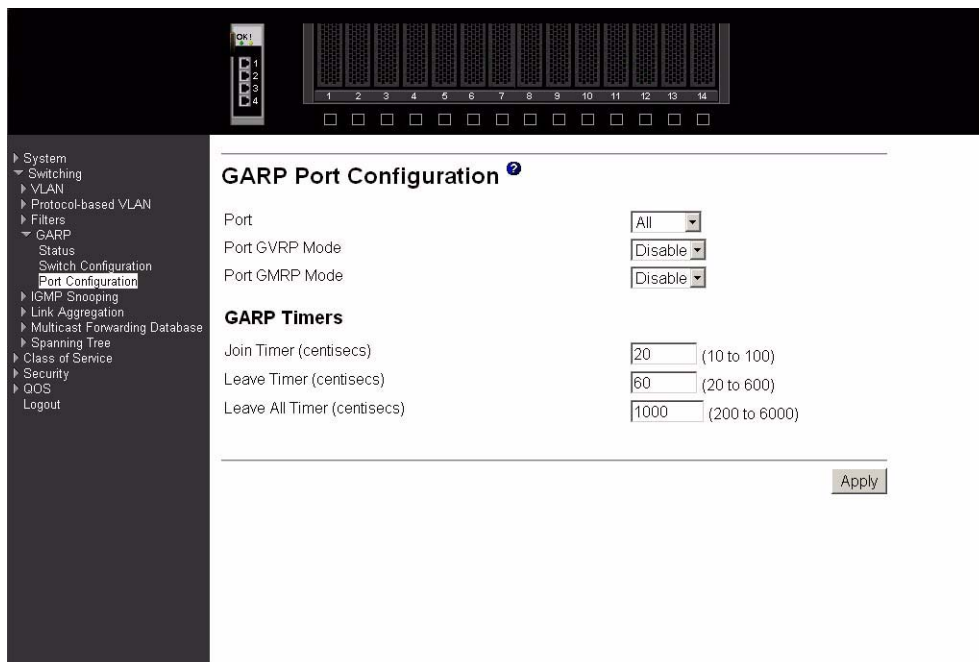 OK!
1
2
3
4
1 2 3 4 5 6 7 8 9 10 11 12 13 14
System
Switching
VLAN
Protocol-based VLAN
Filters
GARP
Status
Switch Configuration
Port Configuration
IGMP Snooping
Link Aggregation
Multicast Forwarding Database
Spanning Tree
Class of Service
Security
QOS
Logout
GARP Port Configuration ?
Port All
Port GVRP Mode Disable
Port GMRP Mode Disable
GARP Timers
Join Timer (centisecs) 20 (10 to 100)
Leave Timer (centisecs) 60 (20 to 600)
Leave All Timer (centisecs) 1000 (200 to 6000)
Apply